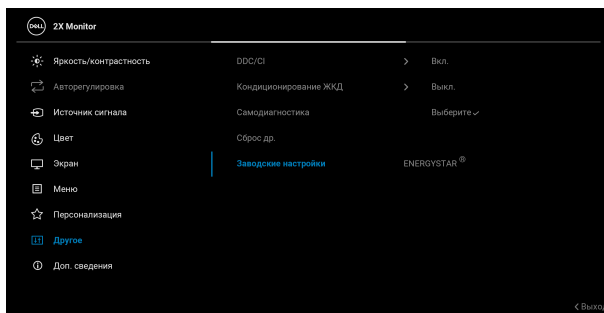 DELL 2X Monitor
Яркость/контрастность DDC/CI Вкл.
Авторегулировка Кондиционирование ЖКД Выкл.
Источник сигнала Самодиагностика Выберите
Цвет Сброс др.
Экран Заводские настройки ENERGYSTAR ®
Меню
Персонализация
Другое
Доп. сведения
Выход